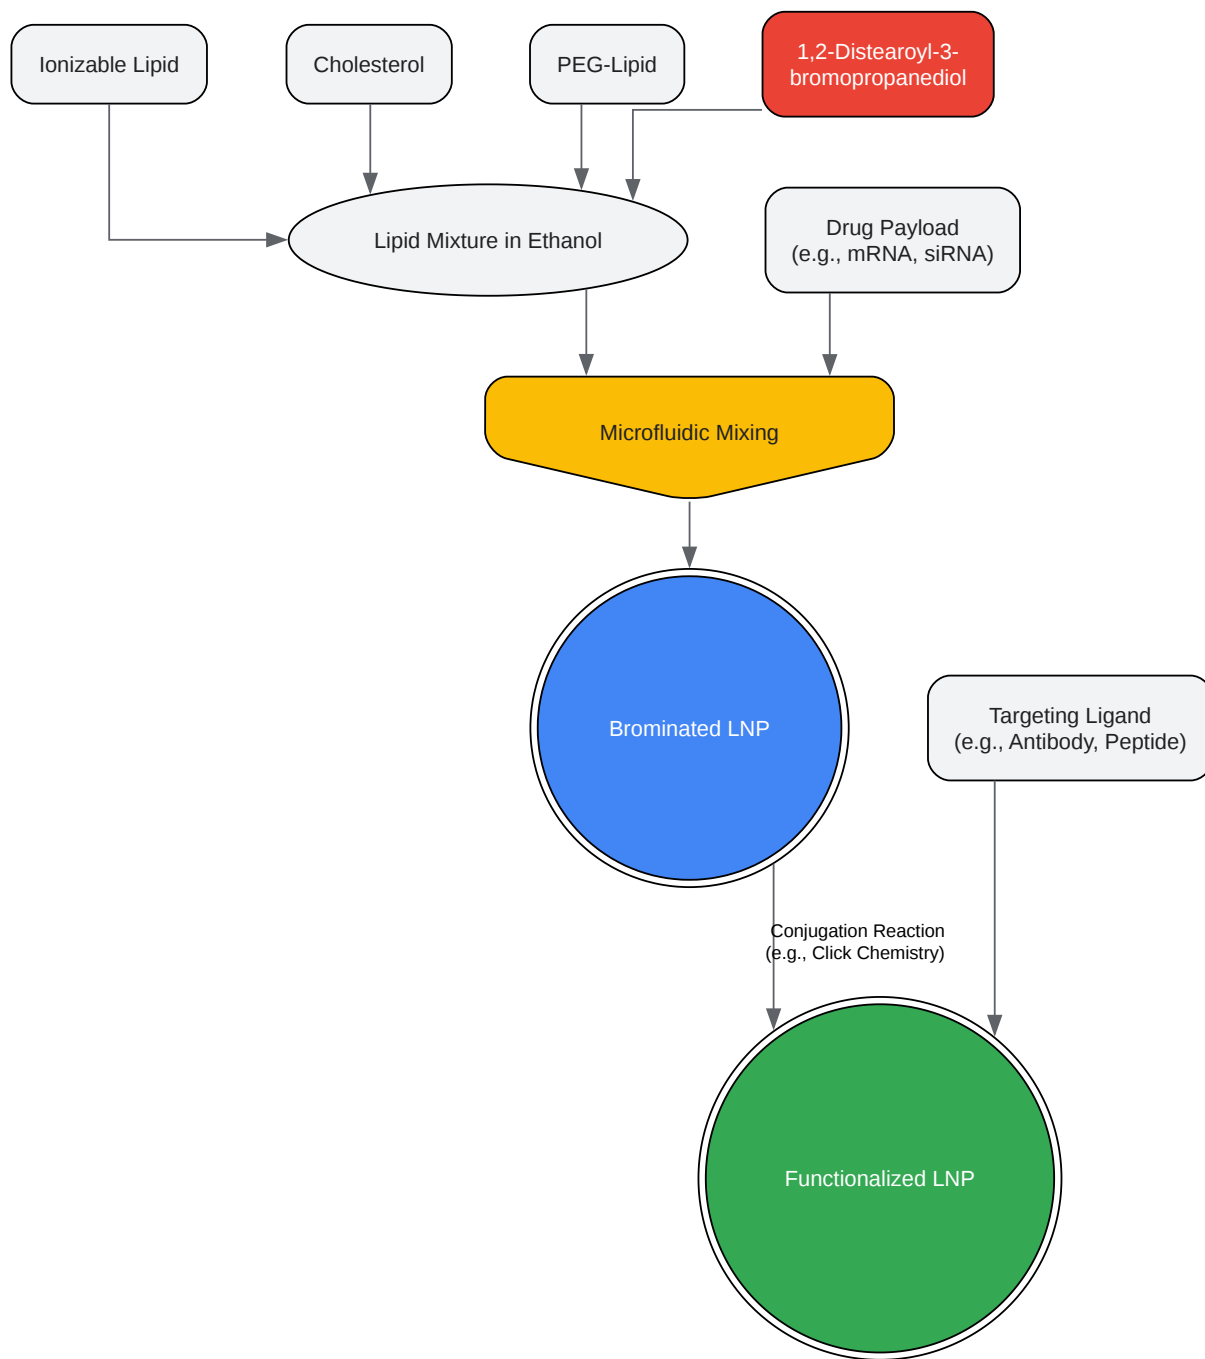 Ionizable Lipid
Cholesterol
PEG-Lipid
1,2-Distearoyl-3-
bromopropanediol
Lipid Mixture in Ethanol
Drug Payload
(e.g., mRNA, siRNA)
Microfluidic Mixing
Brominated LNP
Targeting Ligand
(e.g., Antibody, Peptide)
Conjugation Reaction
(e.g., Click Chemistry)
Functionalized LNP